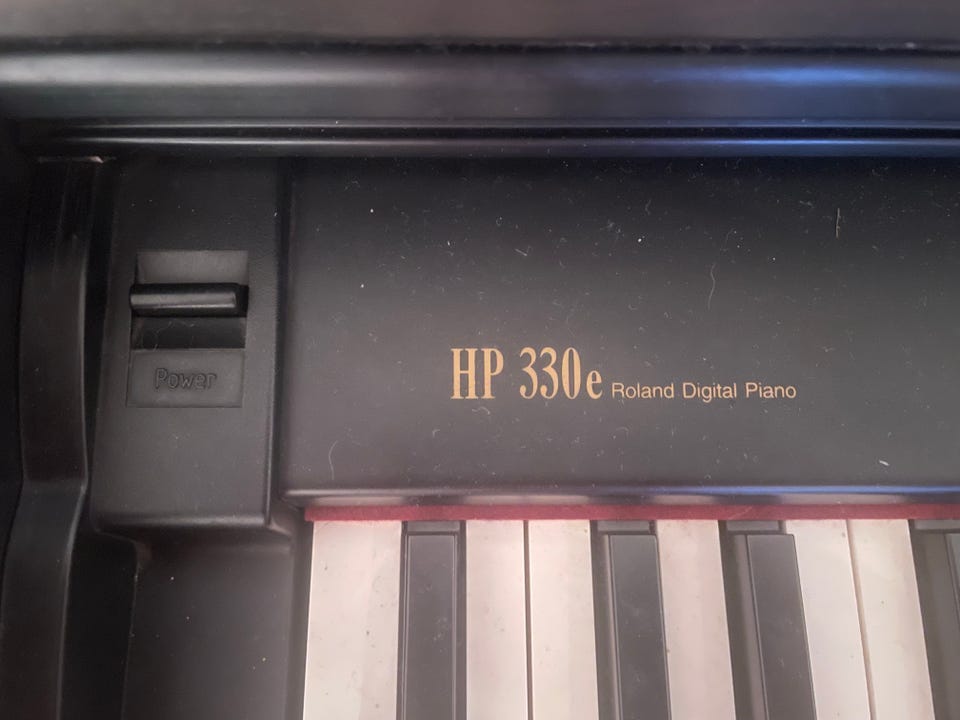 HP 330e Roland Digital Piano
Power